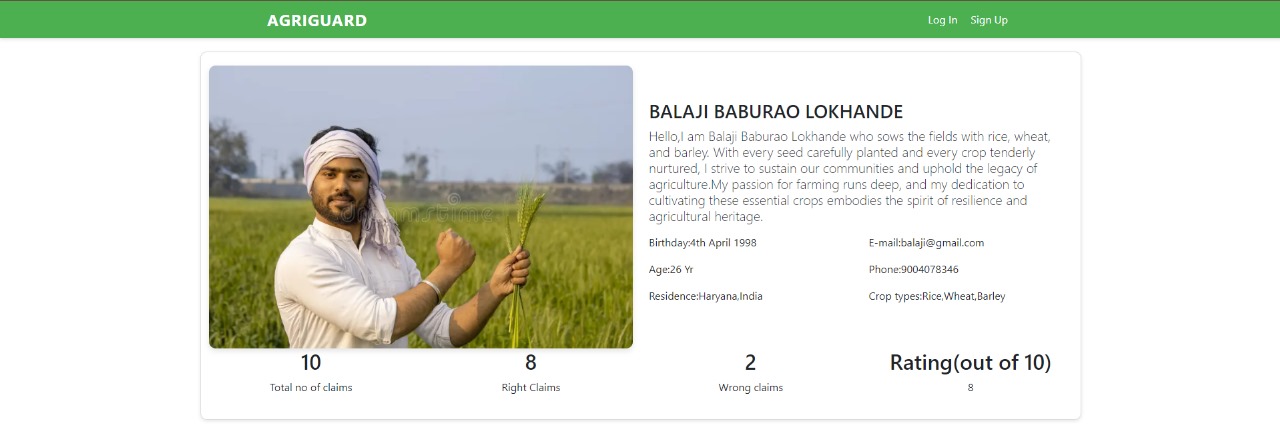 AGRIGUARD
Log In Sign Up
BALAJI BABURAO LOKHANDE
Hello,I am Balaji Baburao Lokhande who sows the fields with rice, wheat,
and barley. With every seed carefully planted and every crop tenderly
nurtured, I strive to sustain our communities and uphold the legacy of
agriculture.My passion for farming runs deep, and my dedication to
cultivating these essential crops embodies the spirit of resilience and
agricultural heritage.
Birthday:4th April 1998 E-mail:balaji@gmail.com
Age:26 Yr Phone:9004078346
Residence:Haryana,India Crop types:Rice,Wheat,Barley
dreamstime
10 8 2 Rating(out of 10)
Total no of claims Right Claims Wrong claims 8